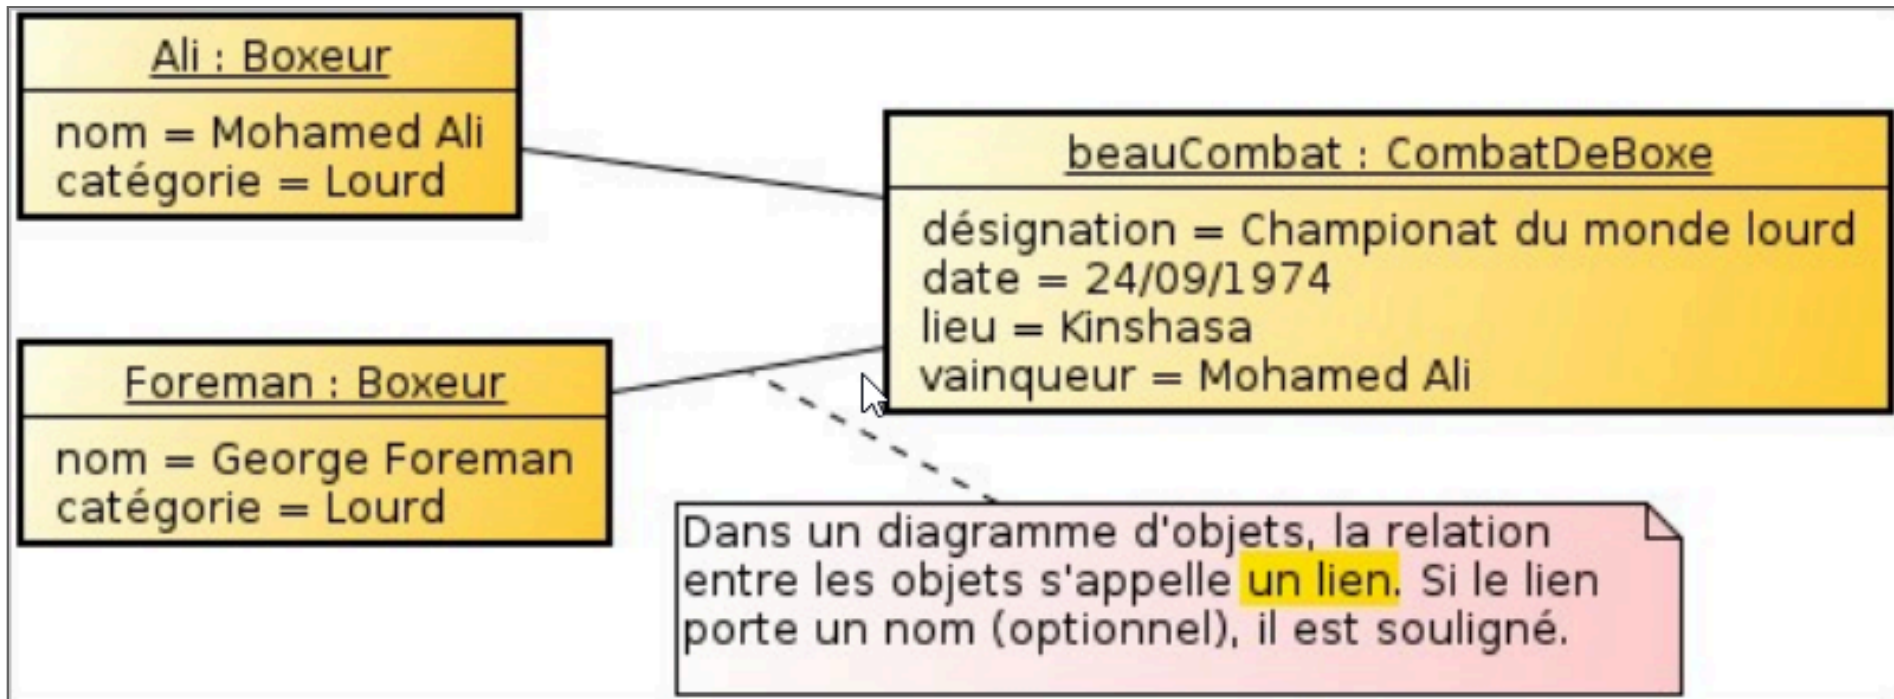 Ali : Boxeur
nom = Mohamed Ali
catégorie = Lourd
beauCombat : CombatDeBoxe
désignation = Championat du monde lourd
date = 24/09/1974
lieu = Kinshasa
vainqueur = Mohamed Ali
Foreman : Boxeur
nom = George Foreman
catégorie = Lourd
Dans un diagramme d'objets, la relation
entre les objets s'appelle un lien. Si le lien
porte un nom (optionnel), il est souligné.